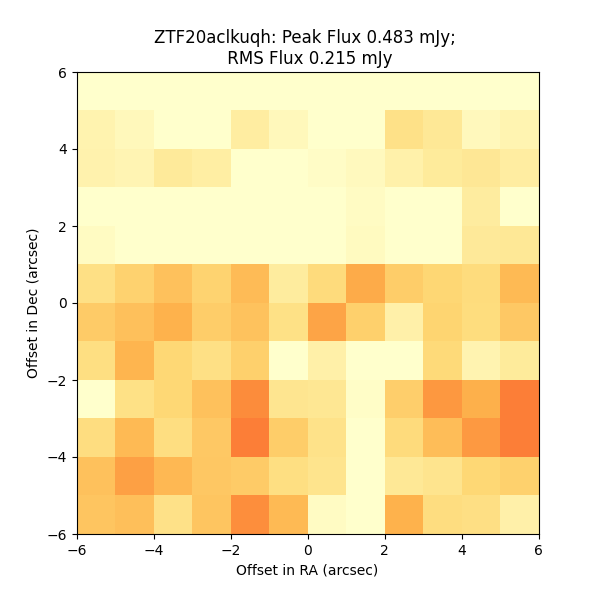 ZTF20aclkuqh: Peak Flux 0.483 mJy;
RMS Flux 0.215 mJy
6
4
2
0
−2
−4
−6
Offset in Dec (arcsec)
−6 −4 −2 0 2 4 6
Offset in RA (arcsec)